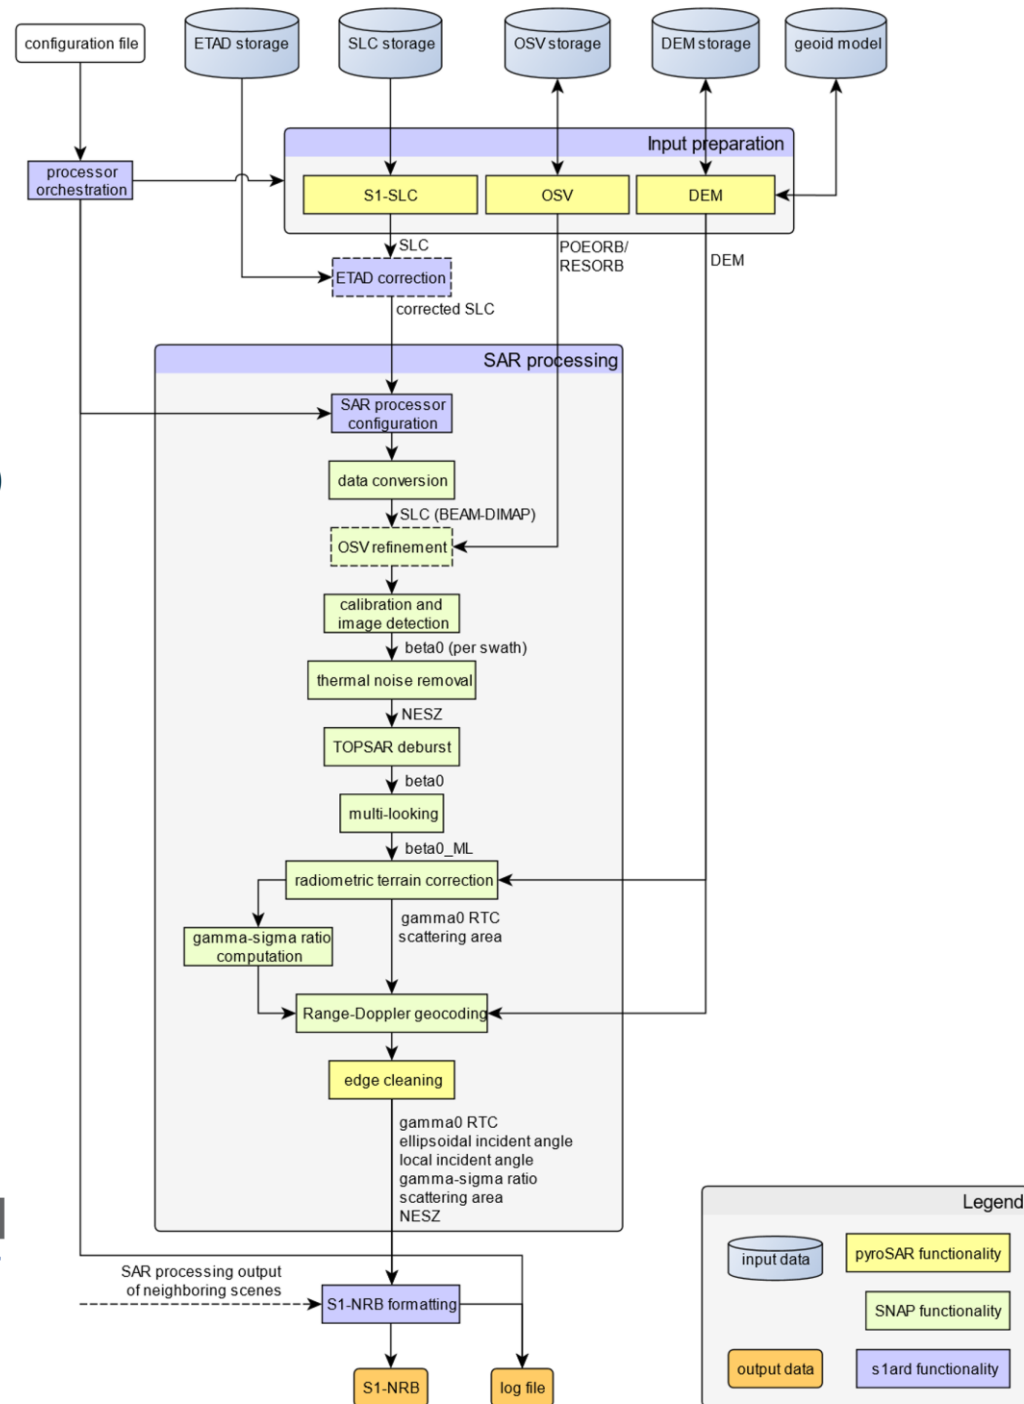 configuration file
ETAD storage
SLC storage
OSV storage
DEM storage
geoid model
Input preparation
processor
orchestration
S1-SLC
OSV
DEM
SLC
POEORB/
RESORB
DEM
ETAD correction
corrected SLC
SAR processing
SAR processor
configuration
data conversion
SLC (BEAM-DIMAP)
OSV refinement
calibration and
image detection
beta0 (per swath)
thermal noise removal
NESZ
TOPSAR deburst
beta0
multi-looking
beta0_ML
radiometric terrain correction
gamma0 RTC
scattering area
gamma-sigma ratio
computation
Range-Doppler geocoding
edge cleaning
gamma0 RTC
ellipsoidal incident angle
local incident angle
gamma-sigma ratio
scattering area
NESZ
SAR processing output
of neighboring scenes
S1-NRB formatting
S1-NRB
log file
Legend
input data
pyroSAR functionality
SNAP functionality
output data
s1ard functionality